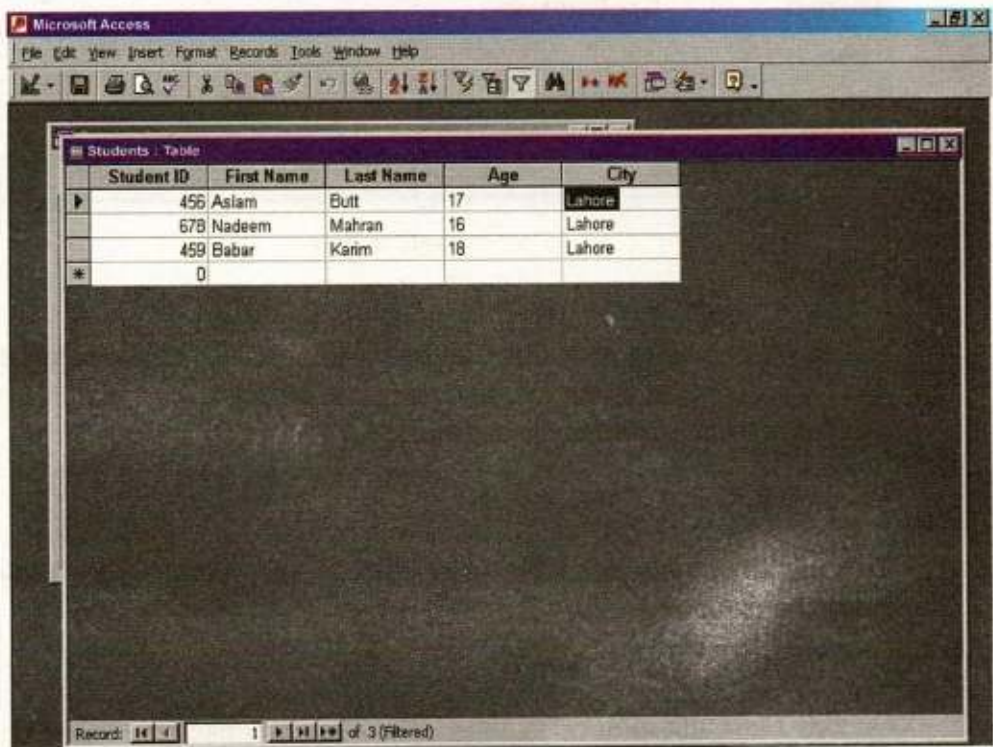 Microsoft Access
File Edit View Insert Format Records Tools Window Help
Students : Table
Student ID First Name Last Name Age City
456 Aslam Butt 17 Lahore
678 Nadeem Mahran 16 Lahore
459 Babar Karim 18 Lahore
0
Record: 1 of 3 (Filtered)